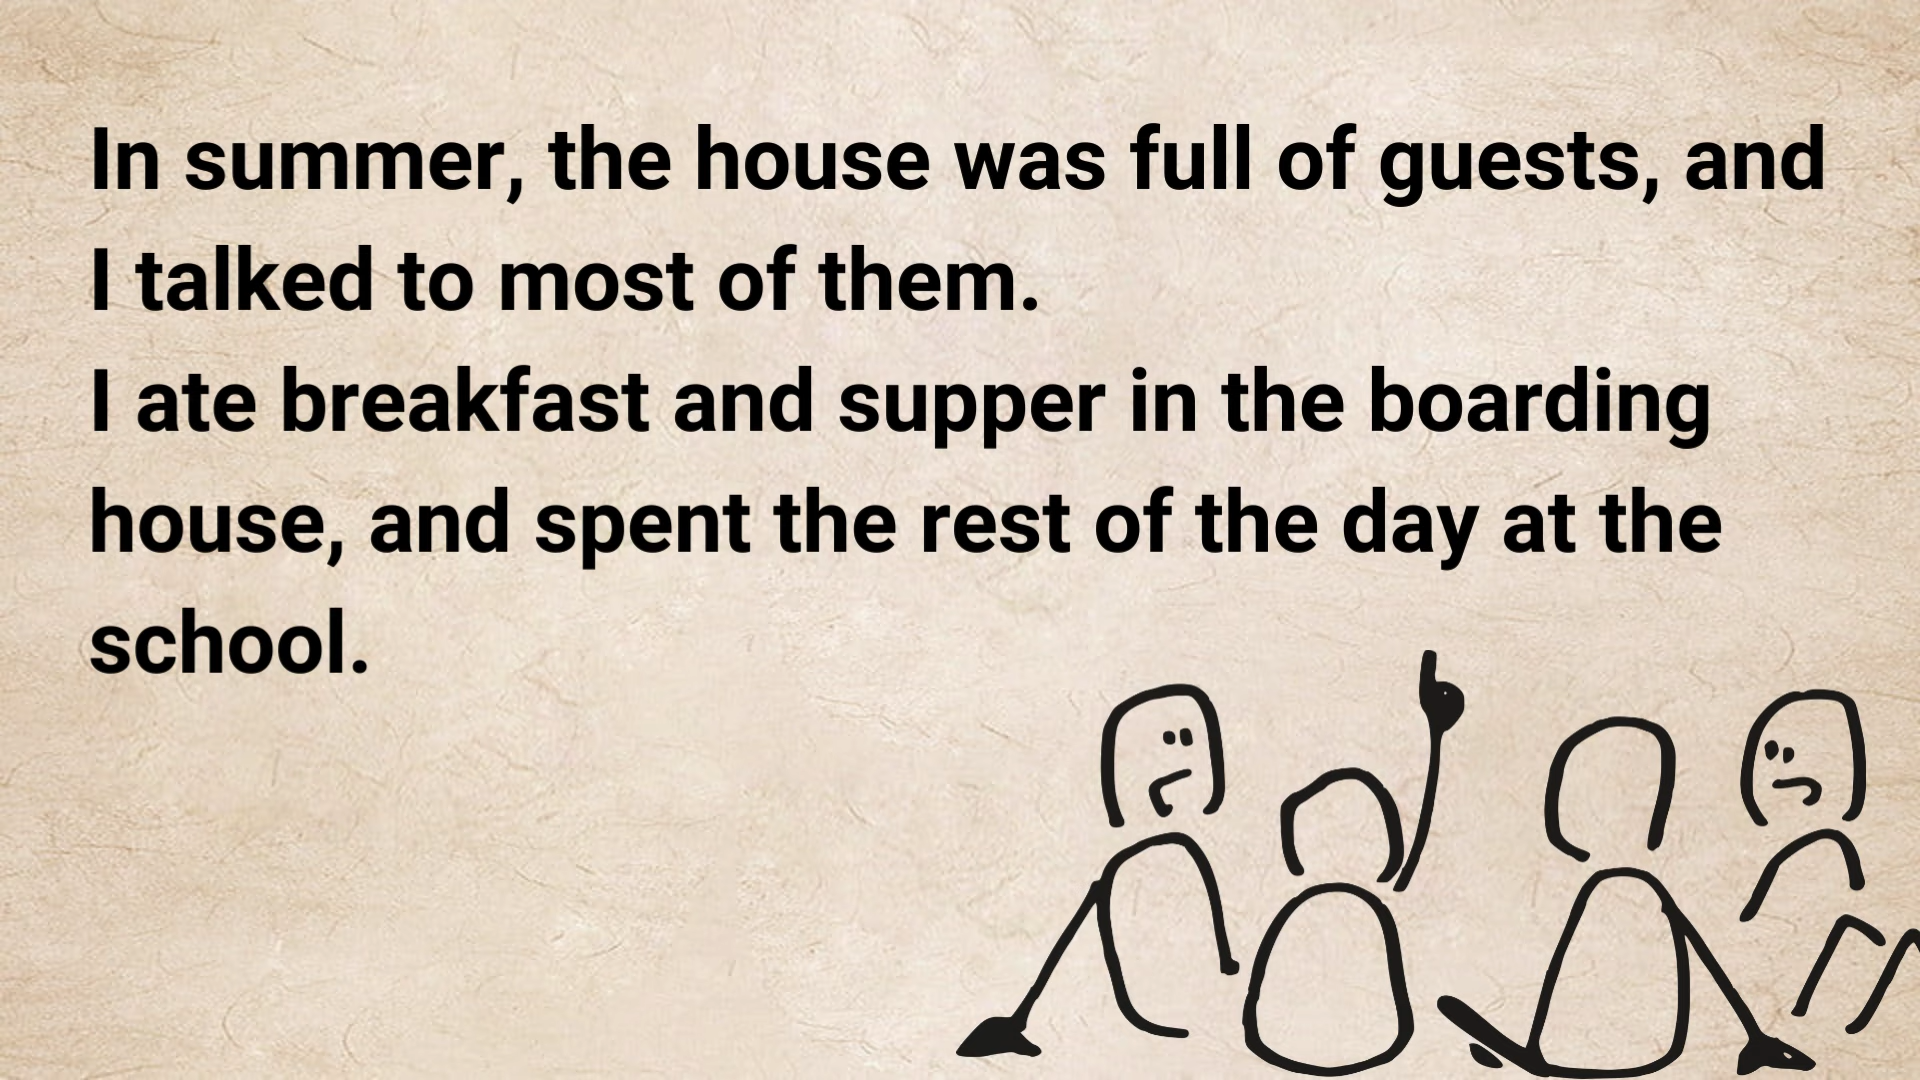 In summer, the house was full of guests, and
I talked to most of them.
I ate breakfast and supper in the boarding
house, and spent the rest of the day at the
school.